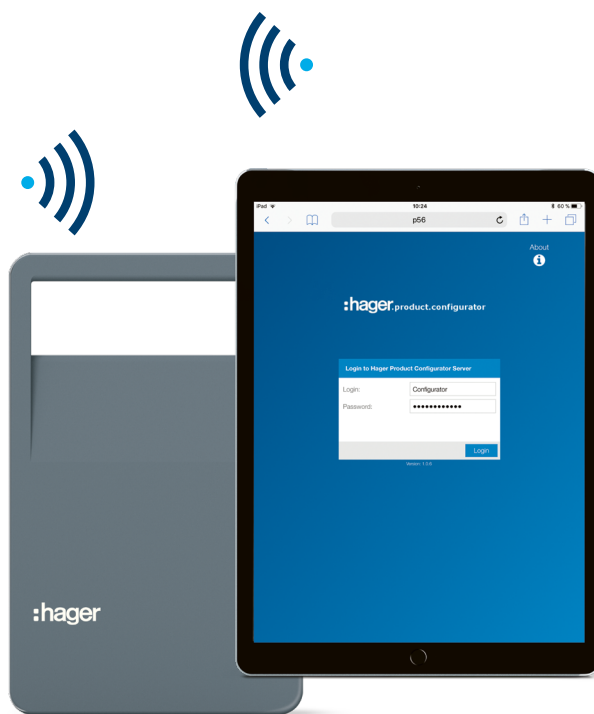 iPad
10:24
60 %
p56
About
:hager.product.configurator
Login to Hager Product Configurator Server
Login:
Configurator
Password:
••••••••••••
Login
Version: 1.0.6
:hager